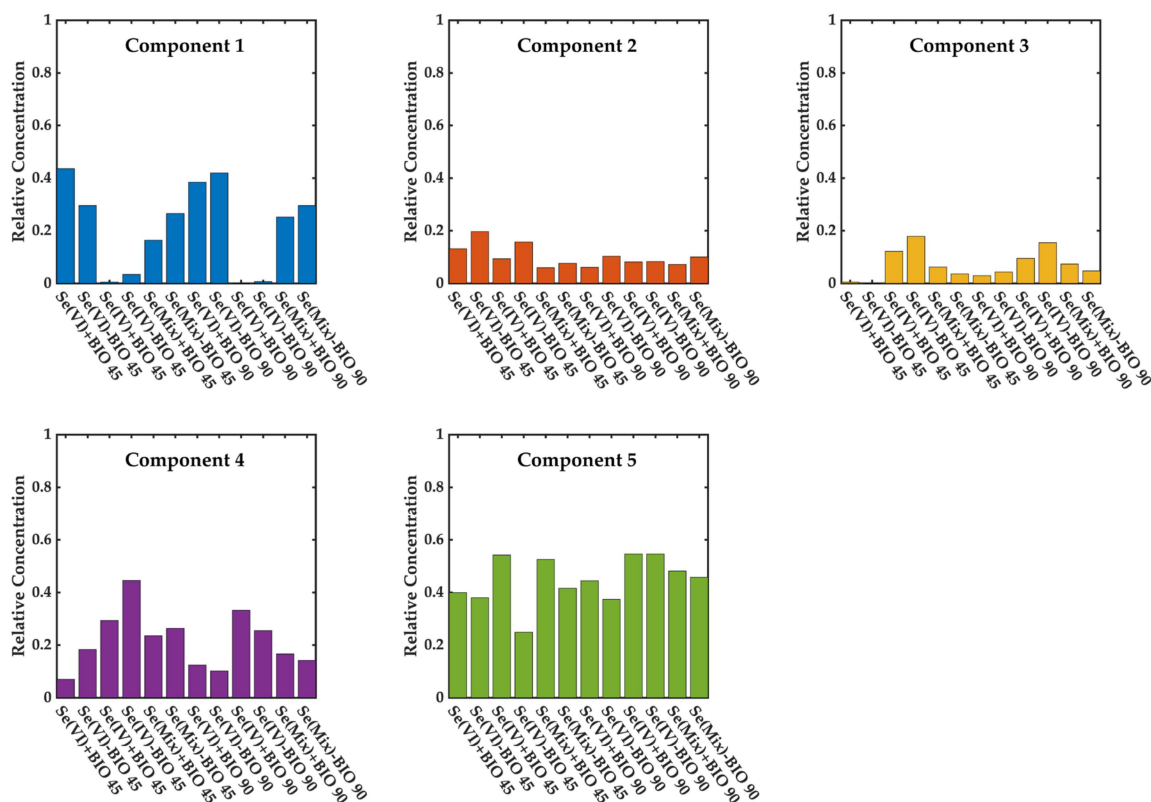 Component 1
Relative Concentration
1
0.8
0.6
0.4
0.2
0
Se(VI)+BIO 45
Se(VI)-BIO 45
Se(IV)+BIO 45
Se(IV)-BIO 45
Se(Mix)+BIO 45
Se(Mix)-BIO 45
Se(VI)+BIO 90
Se(VI)-BIO 90
Se(IV)+BIO 90
Se(IV)-BIO 90
Se(Mix)+BIO 90
Se(Mix)-BIO 90
Component 2
Relative Concentration
1
0.8
0.6
0.4
0.2
0
Se(VI)+BIO 45
Se(VI)-BIO 45
Se(IV)+BIO 45
Se(IV)-BIO 45
Se(Mix)+BIO 45
Se(Mix)-BIO 45
Se(VI)+BIO 90
Se(VI)-BIO 90
Se(IV)+BIO 90
Se(IV)-BIO 90
Se(Mix)+BIO 90
Se(Mix)-BIO 90
Component 3
Relative Concentration
1
0.8
0.6
0.4
0.2
0
Se(VI)+BIO 45
Se(VI)-BIO 45
Se(IV)+BIO 45
Se(IV)-BIO 45
Se(Mix)+BIO 45
Se(Mix)-BIO 45
Se(VI)+BIO 90
Se(VI)-BIO 90
Se(IV)+BIO 90
Se(IV)-BIO 90
Se(Mix)+BIO 90
Se(Mix)-BIO 90
Component 4
Relative Concentration
1
0.8
0.6
0.4
0.2
0
Se(VI)+BIO 45
Se(VI)-BIO 45
Se(IV)+BIO 45
Se(IV)-BIO 45
Se(Mix)+BIO 45
Se(Mix)-BIO 45
Se(VI)+BIO 90
Se(VI)-BIO 90
Se(IV)+BIO 90
Se(IV)-BIO 90
Se(Mix)+BIO 90
Se(Mix)-BIO 90
Component 5
Relative Concentration
1
0.8
0.6
0.4
0.2
0
Se(VI)+BIO 45
Se(VI)-BIO 45
Se(IV)+BIO 45
Se(IV)-BIO 45
Se(Mix)+BIO 45
Se(Mix)-BIO 45
Se(VI)+BIO 90
Se(VI)-BIO 90
Se(IV)+BIO 90
Se(IV)-BIO 90
Se(Mix)+BIO 90
Se(Mix)-BIO 90